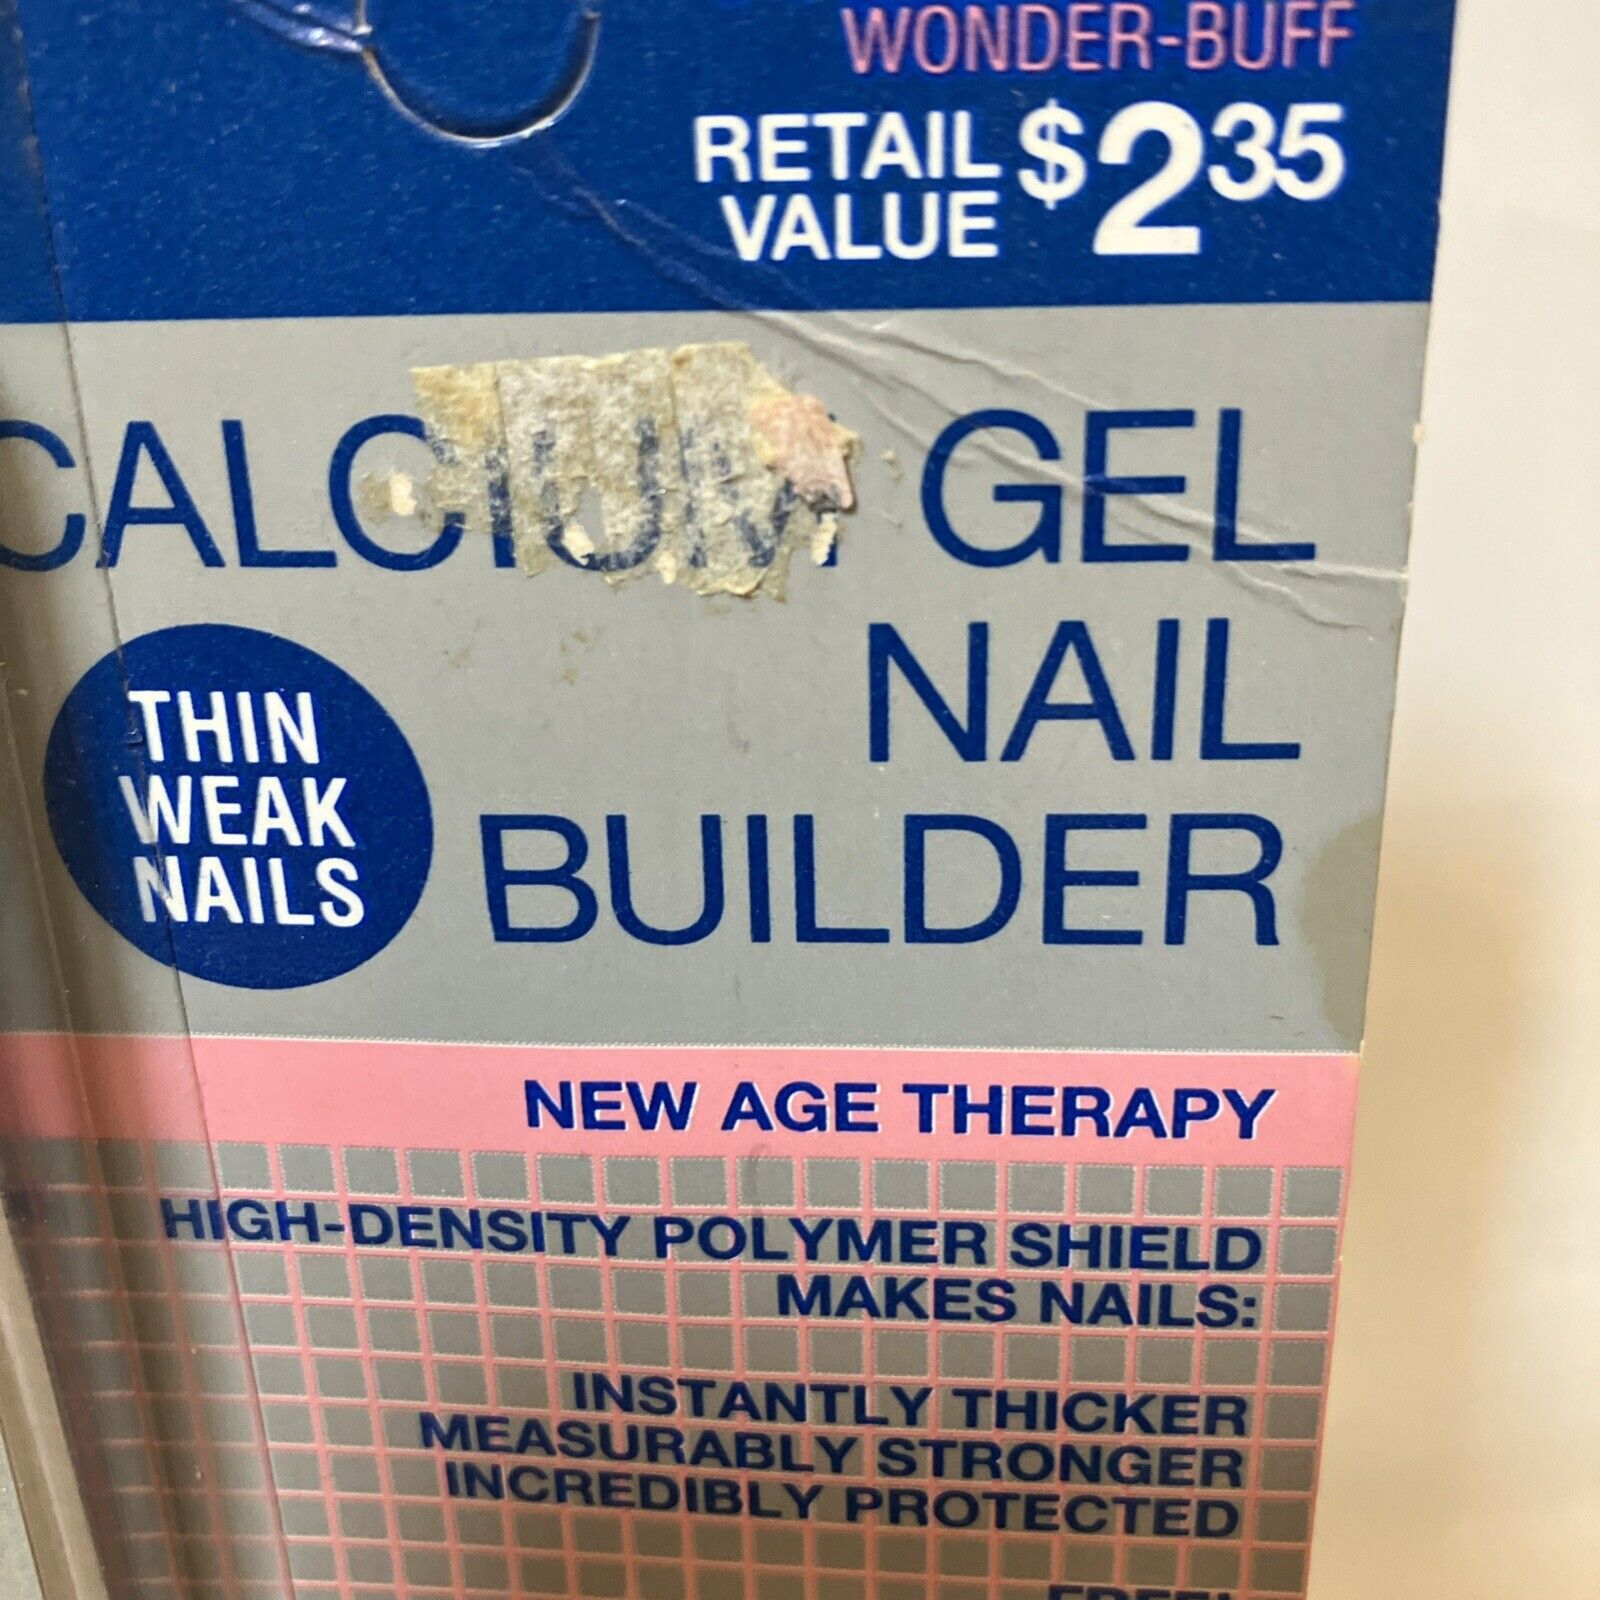 WONDER-BUFF
RETAIL VALUE $2.35
CALCIUM GEL
NAIL
BUILDER
THIN
WEAK
NAILS
NEW AGE THERAPY
HIGH-DENSITY POLYMER SHIELD
MAKES NAILS:
INSTANTLY THICKER
MEASURABLY STRONGER
INCREDIBLY PROTECTED